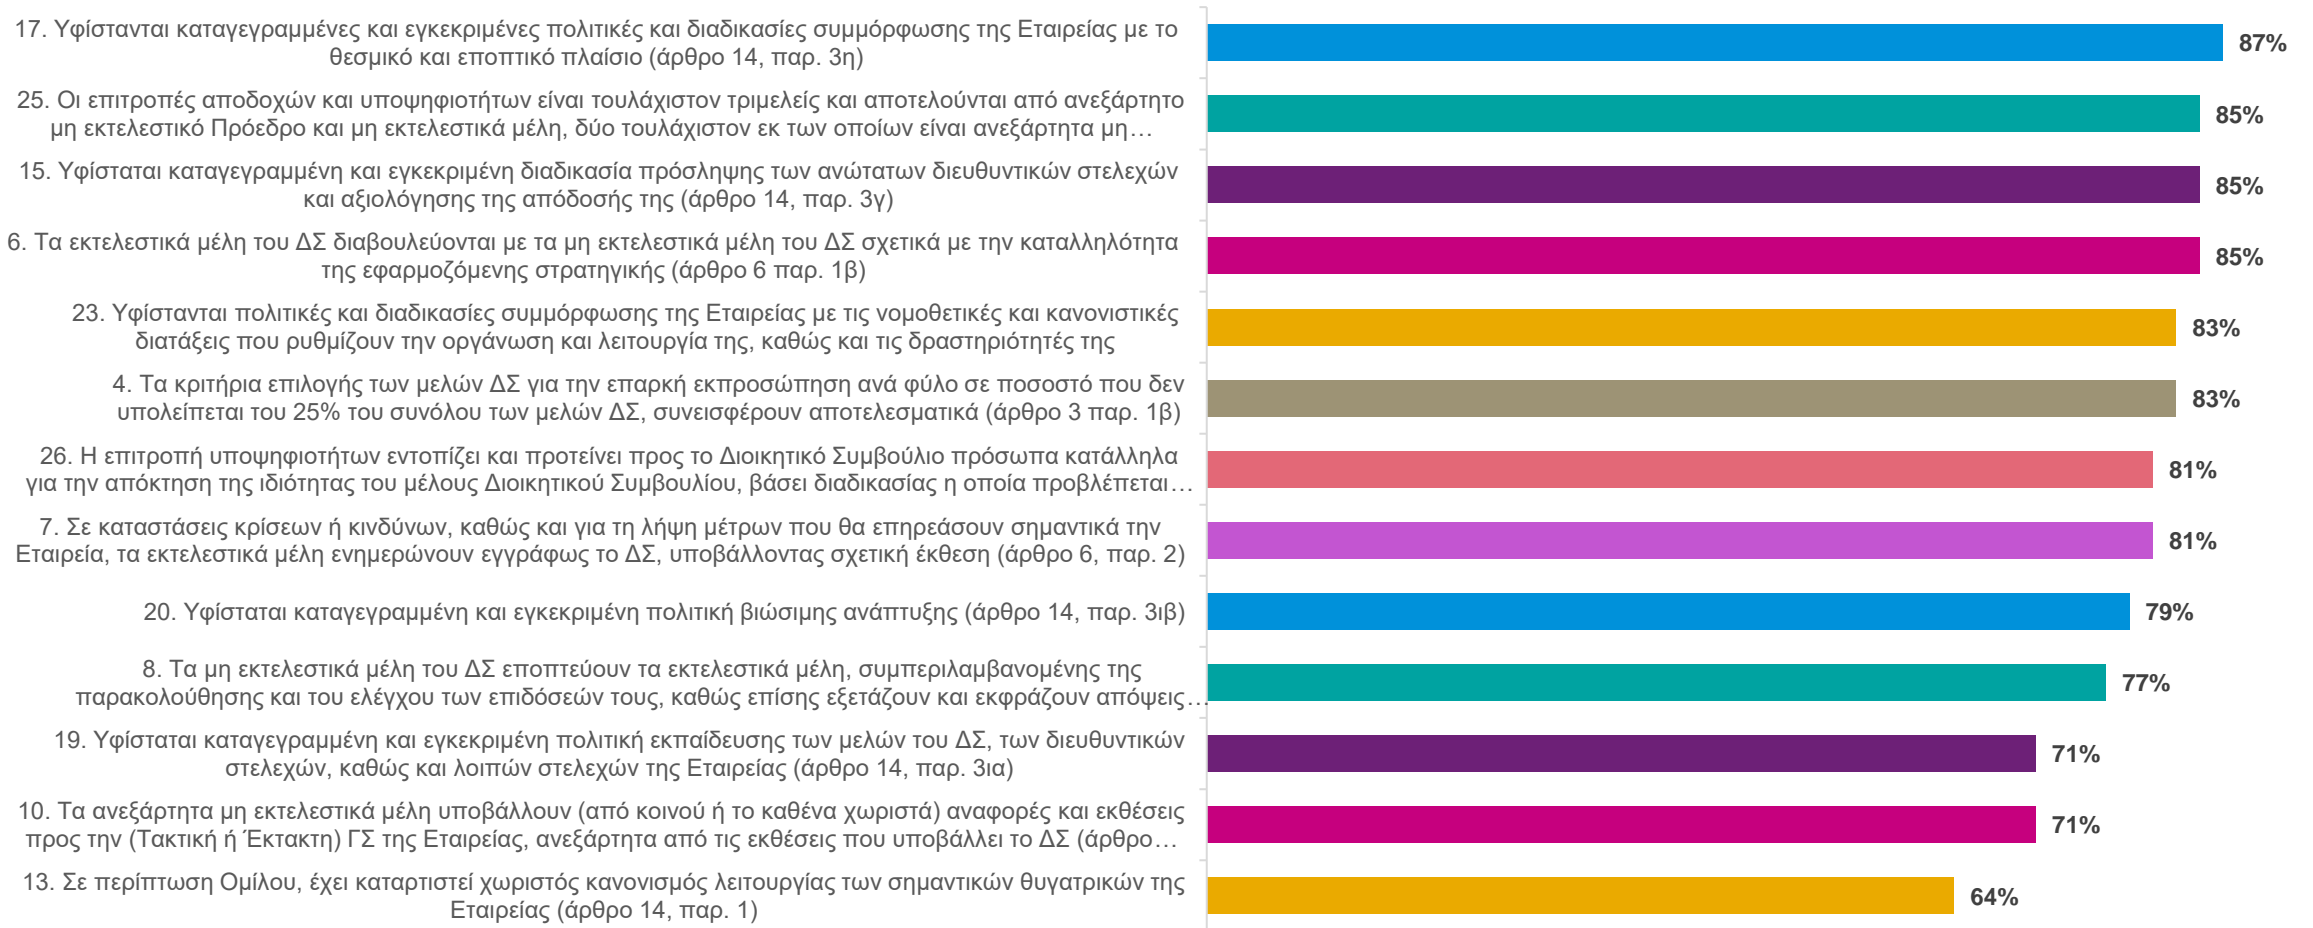 17. Υφίστανται καταγεγραμμένες και εγκεκριμένες πολιτικές και διαδικασίες συμμόρφωσης της Εταιρείας με το
θεσμικό και εποπτικό πλαίσιο (άρθρο 14, παρ. 3η)
87%
25. Οι επιτροπές αποδοχών και υποψηφιοτήτων είναι τουλάχιστον τριμελείς και αποτελούνται από ανεξάρτητο
μη εκτελεστικό Πρόεδρο και μη εκτελεστικά μέλη, δύο τουλάχιστον εκ των οποίων είναι ανεξάρτητα μη…
85%
15. Υφίσταται καταγεγραμμένη και εγκεκριμένη διαδικασία πρόσληψης των ανώτατων διευθυντικών στελεχών
και αξιολόγησης της απόδοσής της (άρθρο 14, παρ. 3γ)
85%
6. Τα εκτελεστικά μέλη του ΔΣ διαβουλεύονται με τα μη εκτελεστικά μέλη του ΔΣ σχετικά με την καταλληλότητα
της εφαρμοζόμενης στρατηγικής (άρθρο 6 παρ. 1β)
85%
23. Υφίστανται πολιτικές και διαδικασίες συμμόρφωσης της Εταιρείας με τις νομοθετικές και κανονιστικές
διατάξεις που ρυθμίζουν την οργάνωση και λειτουργία της, καθώς και τις δραστηριότητές της
83%
4. Τα κριτήρια επιλογής των μελών ΔΣ για την επαρκή εκπροσώπηση ανά φύλο σε ποσοστό που δεν
υπολείπεται του 25% του συνόλου των μελών ΔΣ, συνεισφέρουν αποτελεσματικά (άρθρο 3 παρ. 1β)
83%
26. Η επιτροπή υποψηφιοτήτων εντοπίζει και προτείνει προς το Διοικητικό Συμβούλιο πρόσωπα κατάλληλα
για την απόκτηση της ιδιότητας του μέλους Διοικητικού Συμβουλίου, βάσει διαδικασίας η οποία προβλέπεται…
81%
7. Σε καταστάσεις κρίσεων ή κινδύνων, καθώς και για τη λήψη μέτρων που θα επηρεάσουν σημαντικά την
Εταιρεία, τα εκτελεστικά μέλη ενημερώνουν εγγράφως το ΔΣ, υποβάλλοντας σχετική έκθεση (άρθρο 6, παρ. 2)
81%
20. Υφίσταται καταγεγραμμένη και εγκεκριμένη πολιτική βιώσιμης ανάπτυξης (άρθρο 14, παρ. 3ιβ)
79%
8. Τα μη εκτελεστικά μέλη του ΔΣ εποπτεύουν τα εκτελεστικά μέλη, συμπεριλαμβανομένης της
παρακολούθησης και του ελέγχου των επιδόσεών τους, καθώς επίσης εξετάζουν και εκφράζουν απόψεις…
77%
19. Υφίσταται καταγεγραμμένη και εγκεκριμένη πολιτική εκπαίδευσης των μελών του ΔΣ, των διευθυντικών
στελεχών, καθώς και λοιπών στελεχών της Εταιρείας (άρθρο 14, παρ. 3ια)
71%
10. Τα ανεξάρτητα μη εκτελεστικά μέλη υποβάλλουν (από κοινού ή το καθένα χωριστά) αναφορές και εκθέσεις
προς την (Τακτική ή Έκτακτη) ΓΣ της Εταιρείας, ανεξάρτητα από τις εκθέσεις που υποβάλλει το ΔΣ (άρθρο…
71%
13. Σε περίπτωση Ομίλου, έχει καταρτιστεί χωριστός κανονισμός λειτουργίας των σημαντικών θυγατρικών της
Εταιρείας (άρθρο 14, παρ. 1)
64%